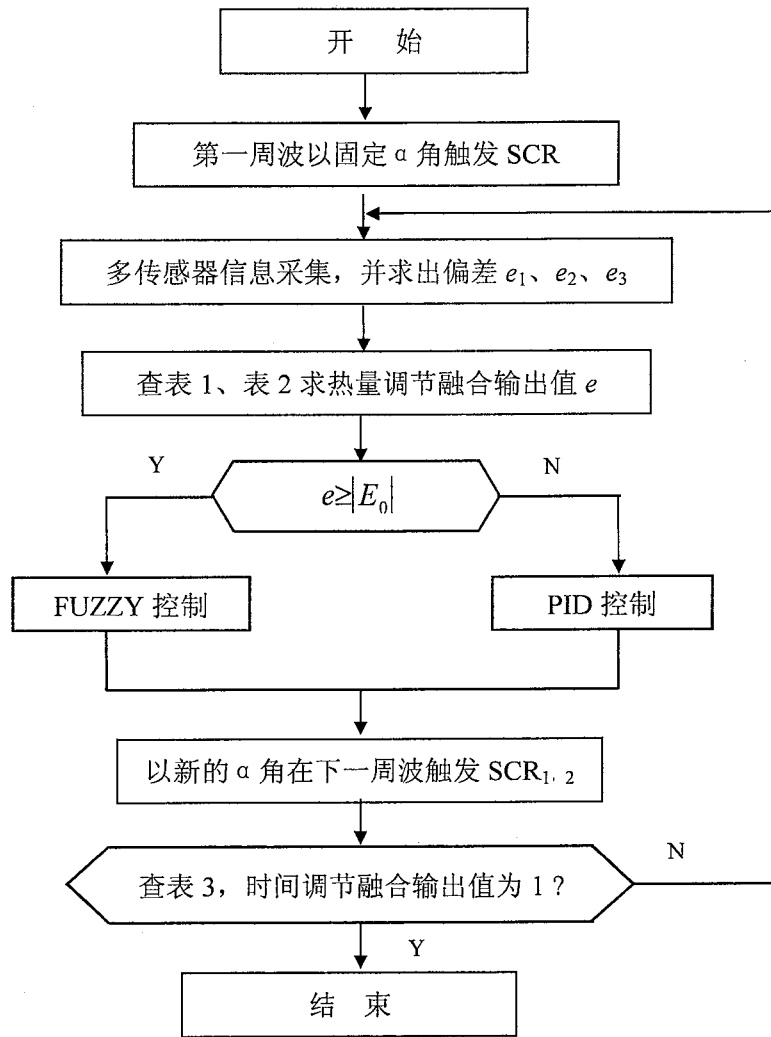 开 始
第一周波以固定 α 角触发 SCR
多传感器信息采集，并求出偏差 e₁、e₂、e₃
查表 1、表 2 求热量调节融合输出值 e
Y
N
e≥|E₀|
FUZZY 控制
PID 控制
以新的 α 角在下一周波触发 SCR₁，₂
查表 3，时间调节融合输出值为 1？
N
Y
结 束